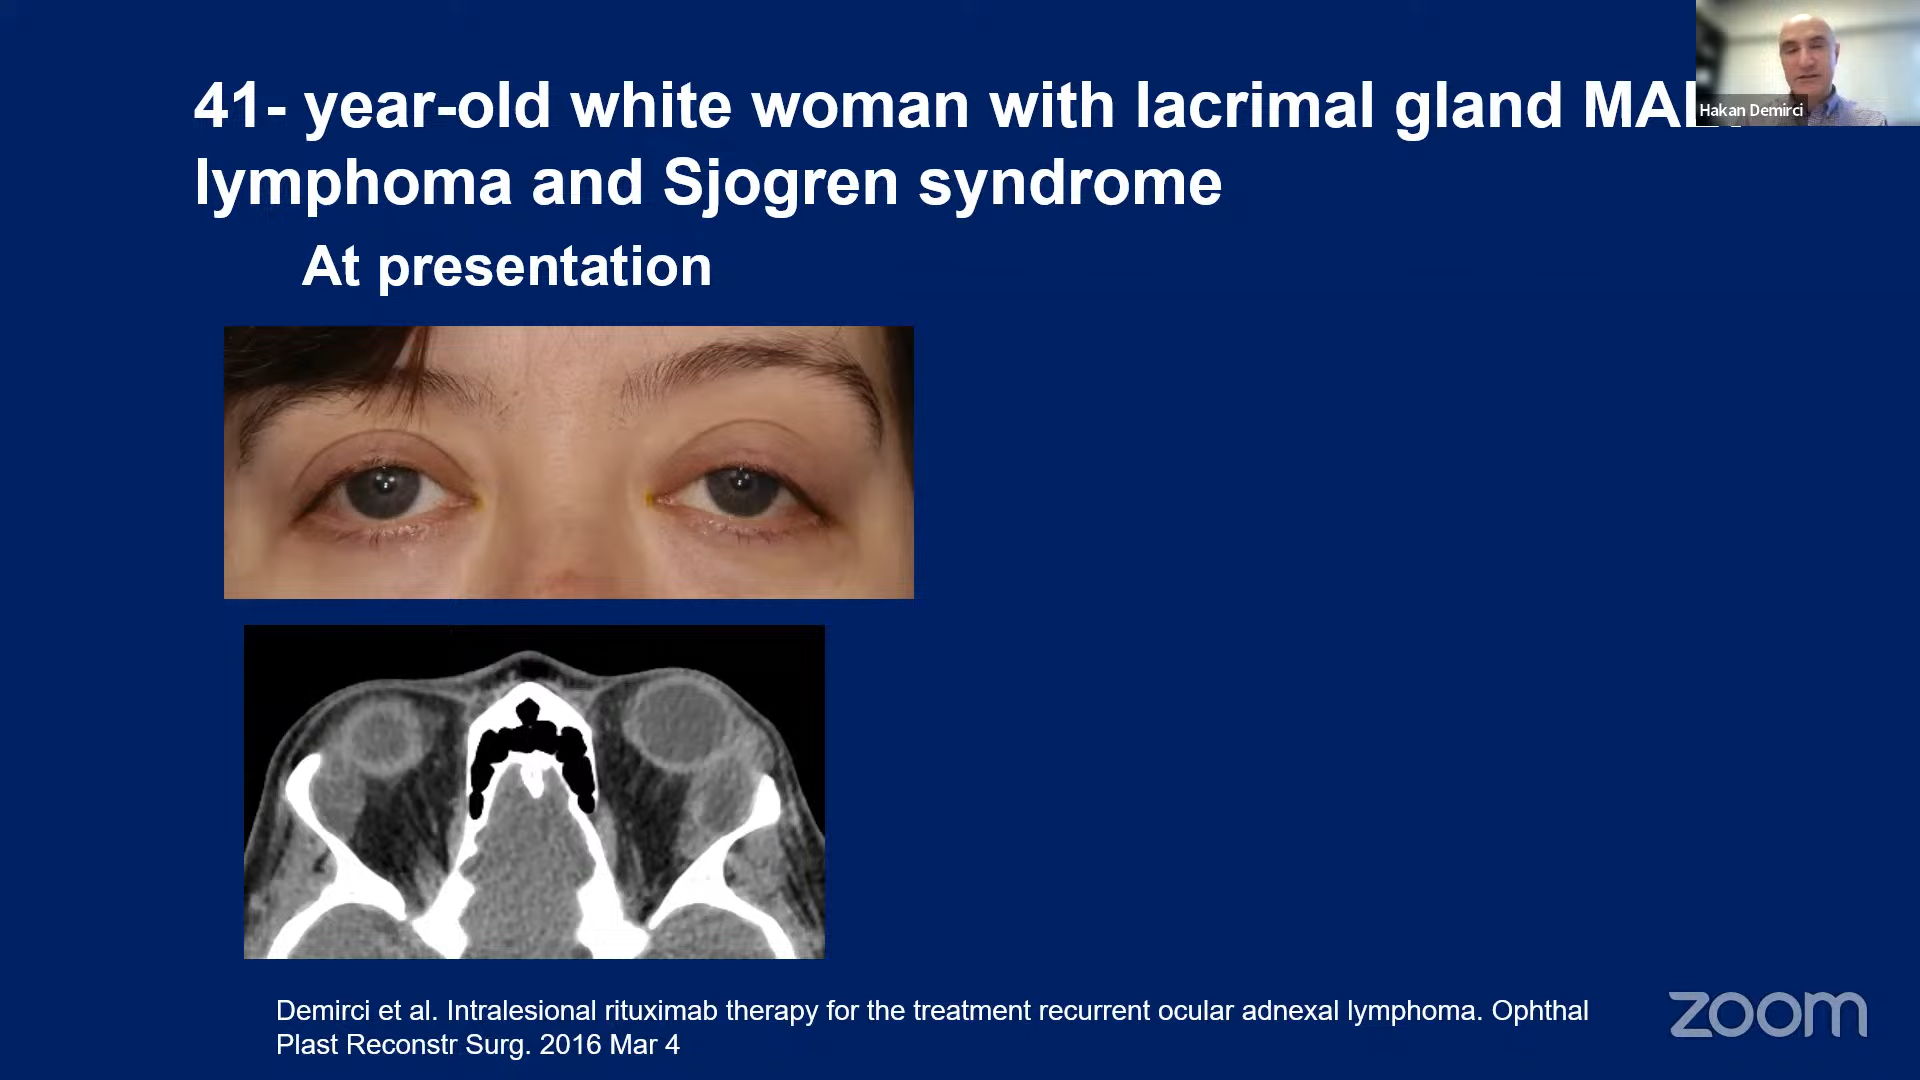 41- year-old white woman with lacrimal gland
lymphoma and Sjogren syndrome
At presentation
Hakan Demirci
Demirci et al. Intralesional rituximab therapy for the treatment recurrent ocular adnexal lymphoma. Ophthal
Plast Reconstr Surg. 2016 Mar 4
zoom